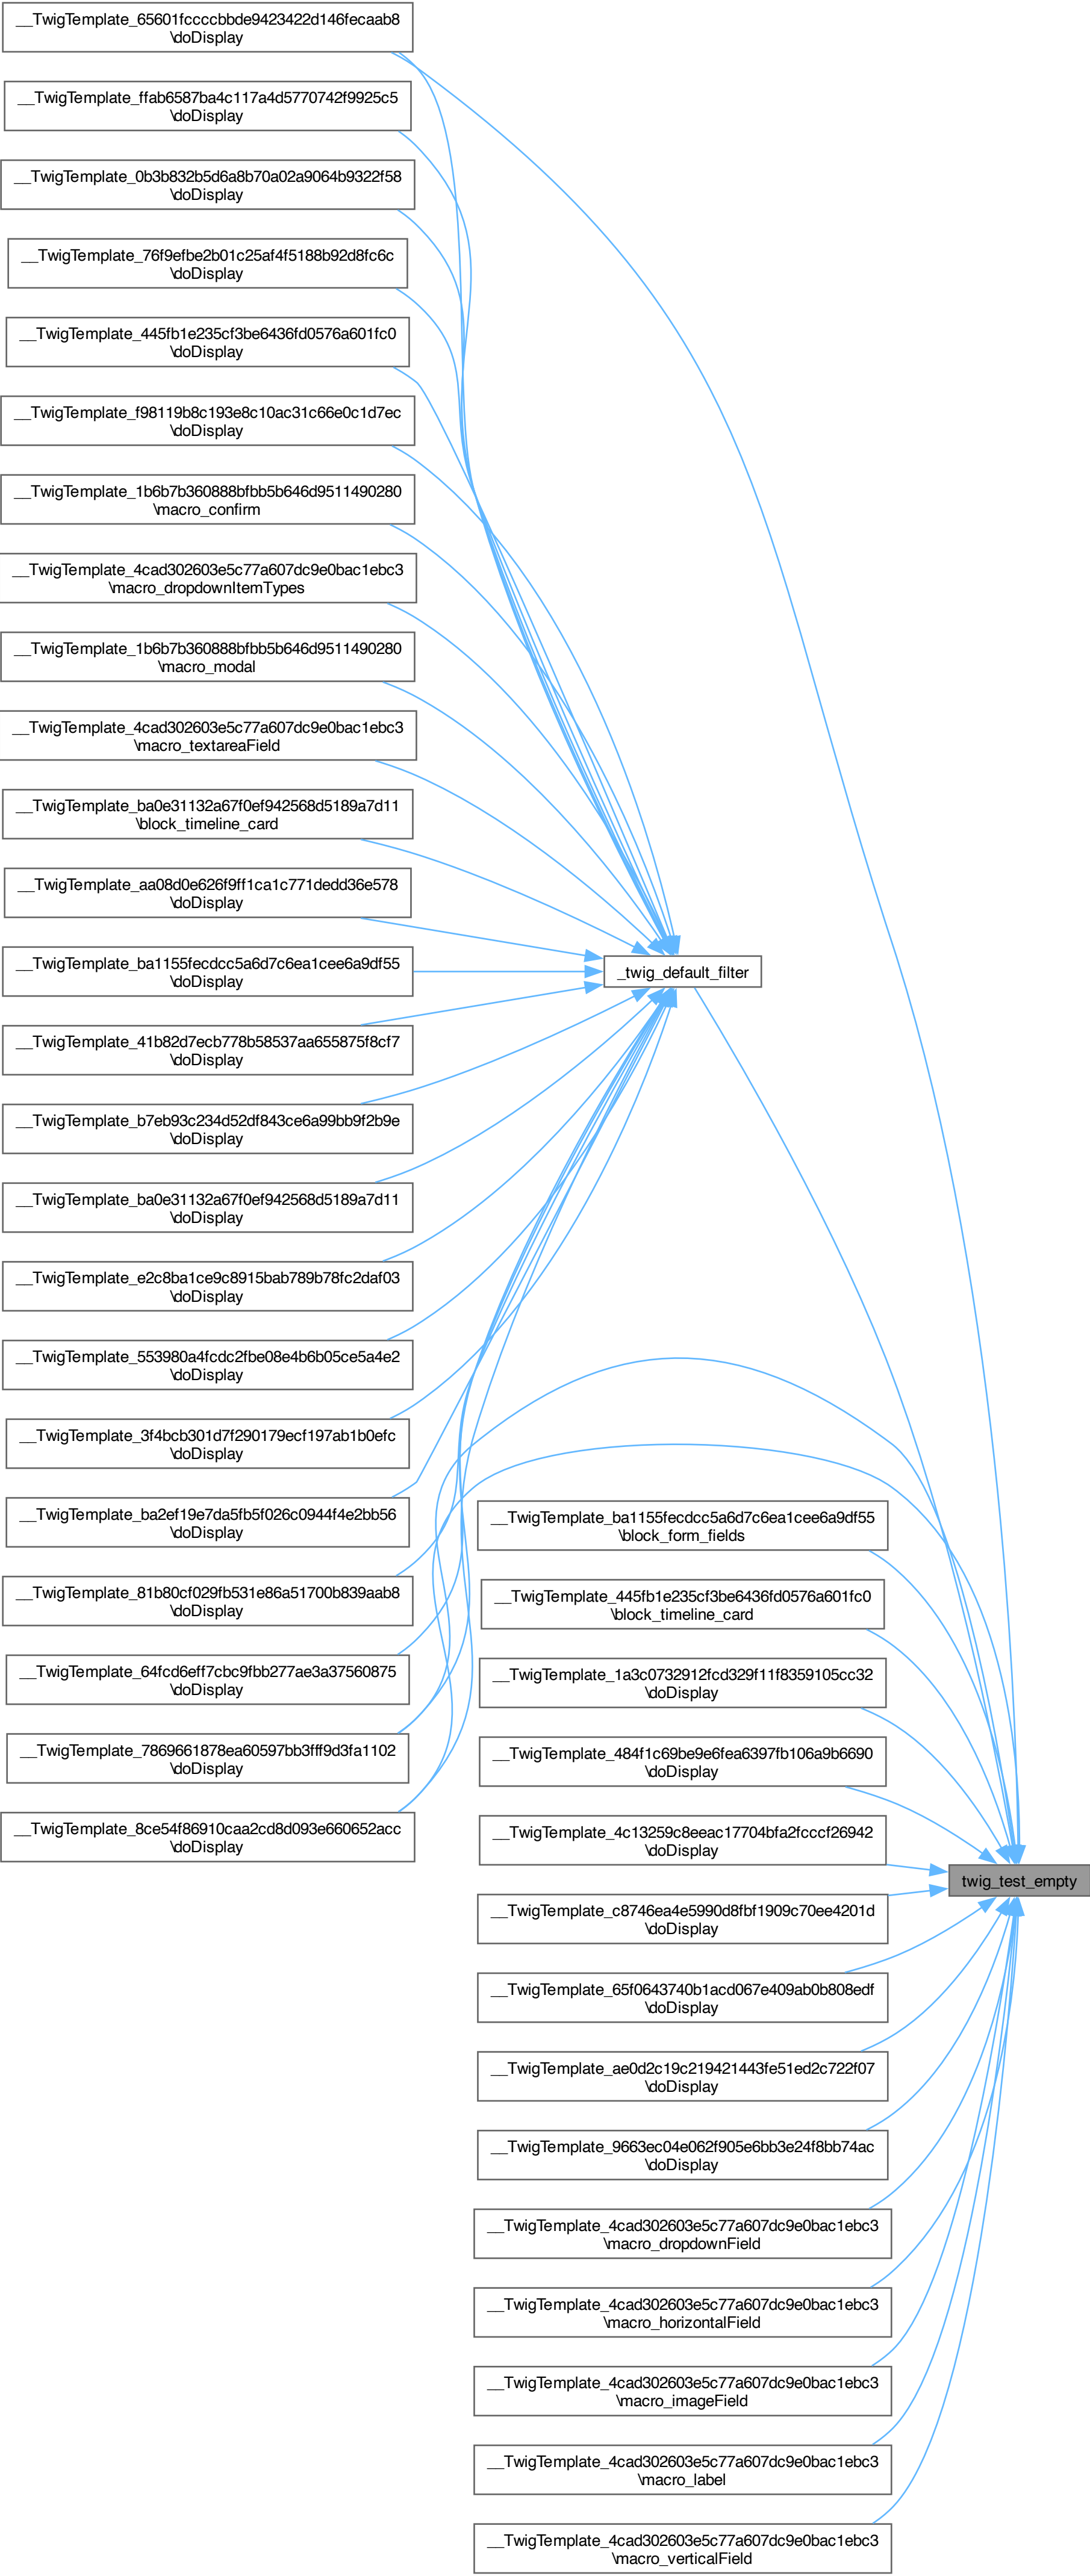 __TwigTemplate_65601fccccbbde9423422d146fecaab8
\doDisplay
__TwigTemplate_ffab6587ba4c117a4d5770742f9925c5
\doDisplay
__TwigTemplate_0b3b832b5d6a8b70a02a9064b9322f58
\doDisplay
__TwigTemplate_76f9efbe2b01c25af4f5188b92d8fc6c
\doDisplay
__TwigTemplate_445fb1e235cf3be6436fd0576a601fc0
\doDisplay
__TwigTemplate_f98119b8c193e8c10ac31c66e0c1d7ec
\doDisplay
__TwigTemplate_1b6b7b360888bfbb5b646d9511490280
\macro_confirm
__TwigTemplate_4cad302603e5c77a607dc9e0bac1ebc3
\macro_dropdownItemTypes
__TwigTemplate_1b6b7b360888bfbb5b646d9511490280
\macro_modal
__TwigTemplate_4cad302603e5c77a607dc9e0bac1ebc3
\macro_textareaField
__TwigTemplate_ba0e31132a67f0ef942568d5189a7d11
\block_timeline_card
__TwigTemplate_aa08d0e626f9ff1ca1c771dedd36e578
\doDisplay
__TwigTemplate_ba1155fecdcc5a6d7c6ea1cee6a9df55
\doDisplay
_twig_default_filter
__TwigTemplate_41b82d7ecb778b58537aa655875f8cf7
\doDisplay
__TwigTemplate_b7eb93c234d52df843ce6a99bb9f2b9e
\doDisplay
__TwigTemplate_ba0e31132a67f0ef942568d5189a7d11
\doDisplay
__TwigTemplate_e2c8ba1ce9c8915bab789b78fc2daf03
\doDisplay
__TwigTemplate_553980a4fcdc2fbe08e4b6b05ce5a4e2
\doDisplay
__TwigTemplate_3f4bcb301d7f290179ecf197ab1b0efc
\doDisplay
__TwigTemplate_ba2ef19e7da5fb5f026c0944f4e2bb56
\doDisplay
__TwigTemplate_81b80cf029fb531e86a51700b839aab8
\doDisplay
__TwigTemplate_64fcd6eff7cbc9fbb277ae3a37560875
\doDisplay
__TwigTemplate_7869661878ea60597bb3fff9d3fa1102
\doDisplay
__TwigTemplate_8ce54f86910caa2cd8d093e660652acc
\doDisplay
__TwigTemplate_ba1155fecdcc5a6d7c6ea1cee6a9df55
\block_form_fields
__TwigTemplate_445fb1e235cf3be6436fd0576a601fc0
\block_timeline_card
__TwigTemplate_1a3c0732912fcd329f11f8359105cc32
\doDisplay
__TwigTemplate_484f1c69be9e6fea6397fb106a9b6690
\doDisplay
__TwigTemplate_4c13259c8eeac17704bfa2fcccf26942
\doDisplay
twig_test_empty
__TwigTemplate_c8746ea4e5990d8fbf1909c70ee4201d
\doDisplay
__TwigTemplate_65f0643740b1acd067e409ab0b808edf
\doDisplay
__TwigTemplate_ae0d2c19c219421443fe51ed2c722f07
\doDisplay
__TwigTemplate_9663ec04e062f905e6bb3e24f8bb74ac
\doDisplay
__TwigTemplate_4cad302603e5c77a607dc9e0bac1ebc3
\macro_dropdownField
__TwigTemplate_4cad302603e5c77a607dc9e0bac1ebc3
\macro_horizontalField
__TwigTemplate_4cad302603e5c77a607dc9e0bac1ebc3
\macro_imageField
__TwigTemplate_4cad302603e5c77a607dc9e0bac1ebc3
\macro_label
__TwigTemplate_4cad302603e5c77a607dc9e0bac1ebc3
\macro_verticalField